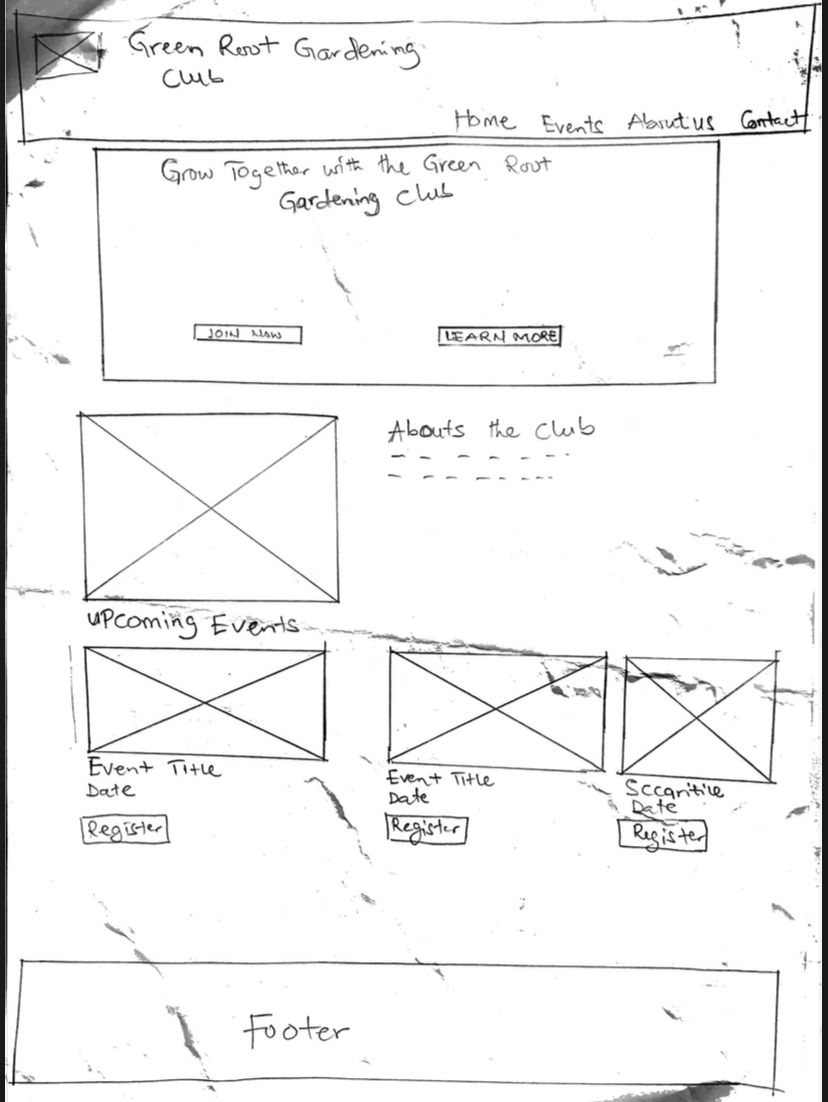 Green Root Gardening
Club
Home Events About us Contact
Grow Together with the Green Root
Gardening Club
JOIN NOW LEARN MORE
Abouts the Club
UPcoming Events
Event Title
Date
Register
Event Title
Date
Register
Date
Register
Footer